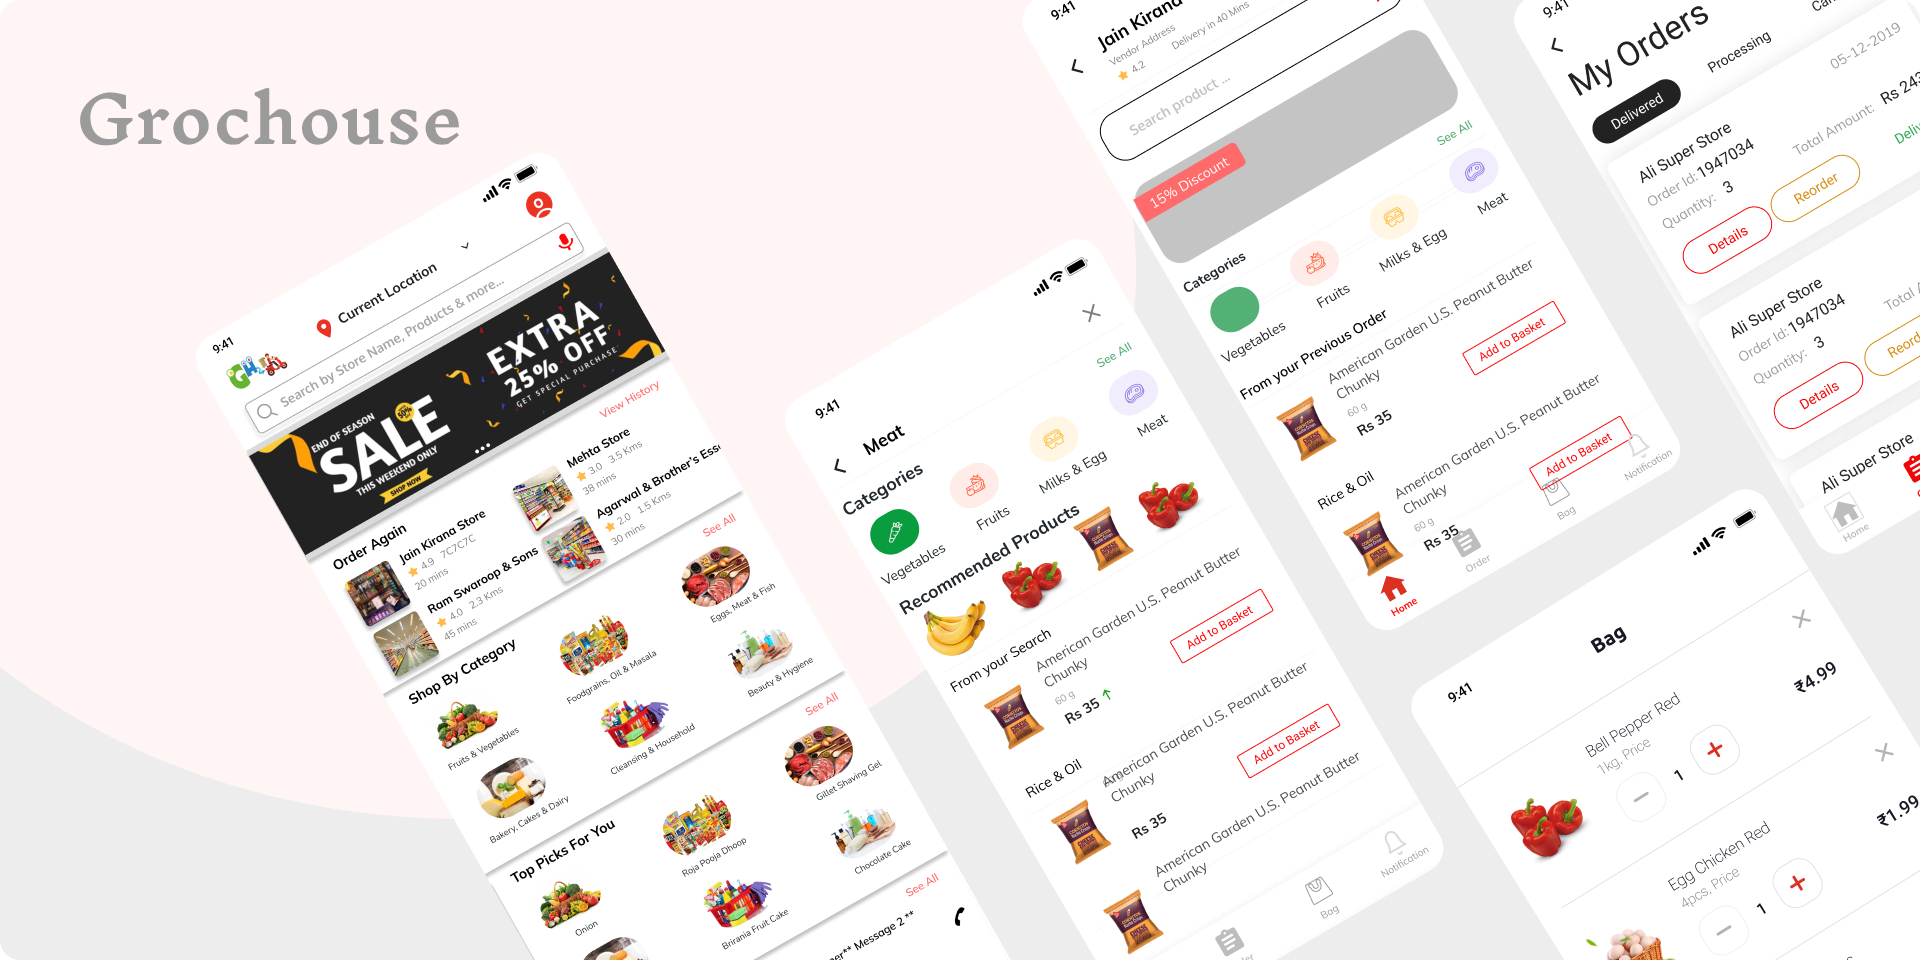 Grochouse
9:41
Current Location
Search by Store Name, Products & more...
END OF SEASON
SALE
THIS WEEKEND ONLY
SHOP NOW
50%
EXTRA
25% OFF
GET SPECIAL PURCHASE
Order Again
View History
Jain Kirana Store
4.9 7C7C7C
20 mins
Mehta Store
3.0 3.5 Kms
38 mins
Ram Swaroop & Sons
4.0 2.3 Kms
45 mins
Agarwal & Brother's Esse
2.0 1.5 Kms
30 mins
Shop By Category
See All
Fruits & Vegetables
Foodgrains, Oil & Masala
Eggs, Meat & Fish
Bakery, Cakes & Dairy
Cleansing & Household
Beauty & Hygiene
Top Picks For You
See All
Onion
Roja Pooja Dhoop
Gillet Shaving Gel
Brirania Fruit Cake
Chocolate Cake
See All
er** Message 2 **
9:41
Meat
Categories
See All
Vegetables
Fruits
Milks & Egg
Meat
Recommended Products
From your Search
American Garden U.S. Peanut Butter
Chunky
60 g
Rs 35
Add to Basket
Rice & Oil
American Garden U.S. Peanut Butter
Chunky
Rs 35
Add to Basket
American Garden U.S. Peanut Butter
Chunky
Bag
Notification
9:41
Jain Kirana
Vendor Address
4.2
Delivery in 40 Mins
Search product ...
15% Discount
Categories
See All
Vegetables
Fruits
Milks & Egg
Meat
From your Previous Order
American Garden U.S. Peanut Butter
Chunky
60 g
Rs 35
Add to Basket
Rice & Oil
American Garden U.S. Peanut Butter
Chunky
60 g
Rs 35
Add to Basket
Home
Order
Bag
Notification
9:41
My Orders
Delivered
Processing
Can
Ali Super Store
05-12-2019
Order Id: 1947034
Quantity: 3
Total Amount: Rs 243
Details
Reorder
Deliv
Ali Super Store
Order Id: 1947034
Quantity: 3
Total A
Details
Reord
Ali Super Store
Home
9:41
Bag
Bell Pepper Red
1kg, Price
1
₹4.99
Egg Chicken Red
4pcs, Price
1
₹1.99